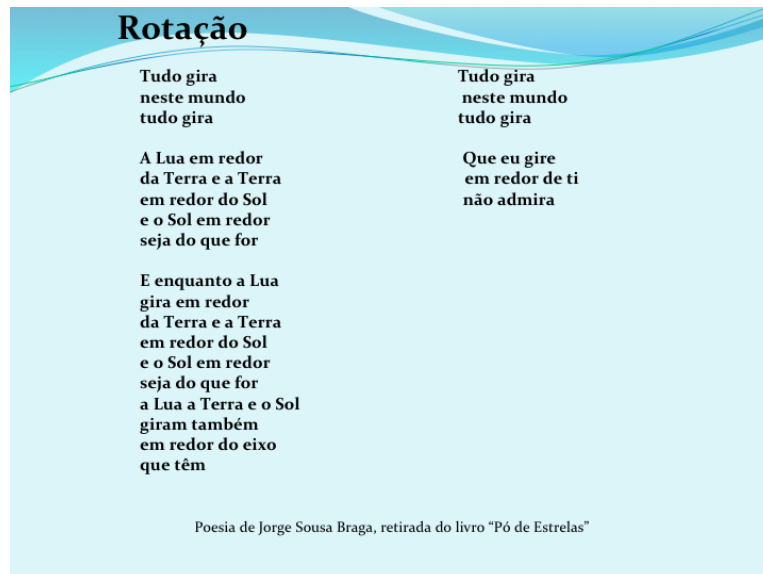 Rotação
Tudo gira
neste mundo
tudo gira
A Lua em redor
da Terra e a Terra
em redor do Sol
e o Sol em redor
seja do que for
E enquanto a Lua
gira em redor
da Terra e a Terra
em redor do Sol
e o Sol em redor
seja do que for
a Lua a Terra e o Sol
giram também
em redor do eixo
que têm
Tudo gira
neste mundo
tudo gira
Que eu gire
em redor de ti
não admira
Poesia de Jorge Sousa Braga, retirada do livro “Pó de Estrelas”